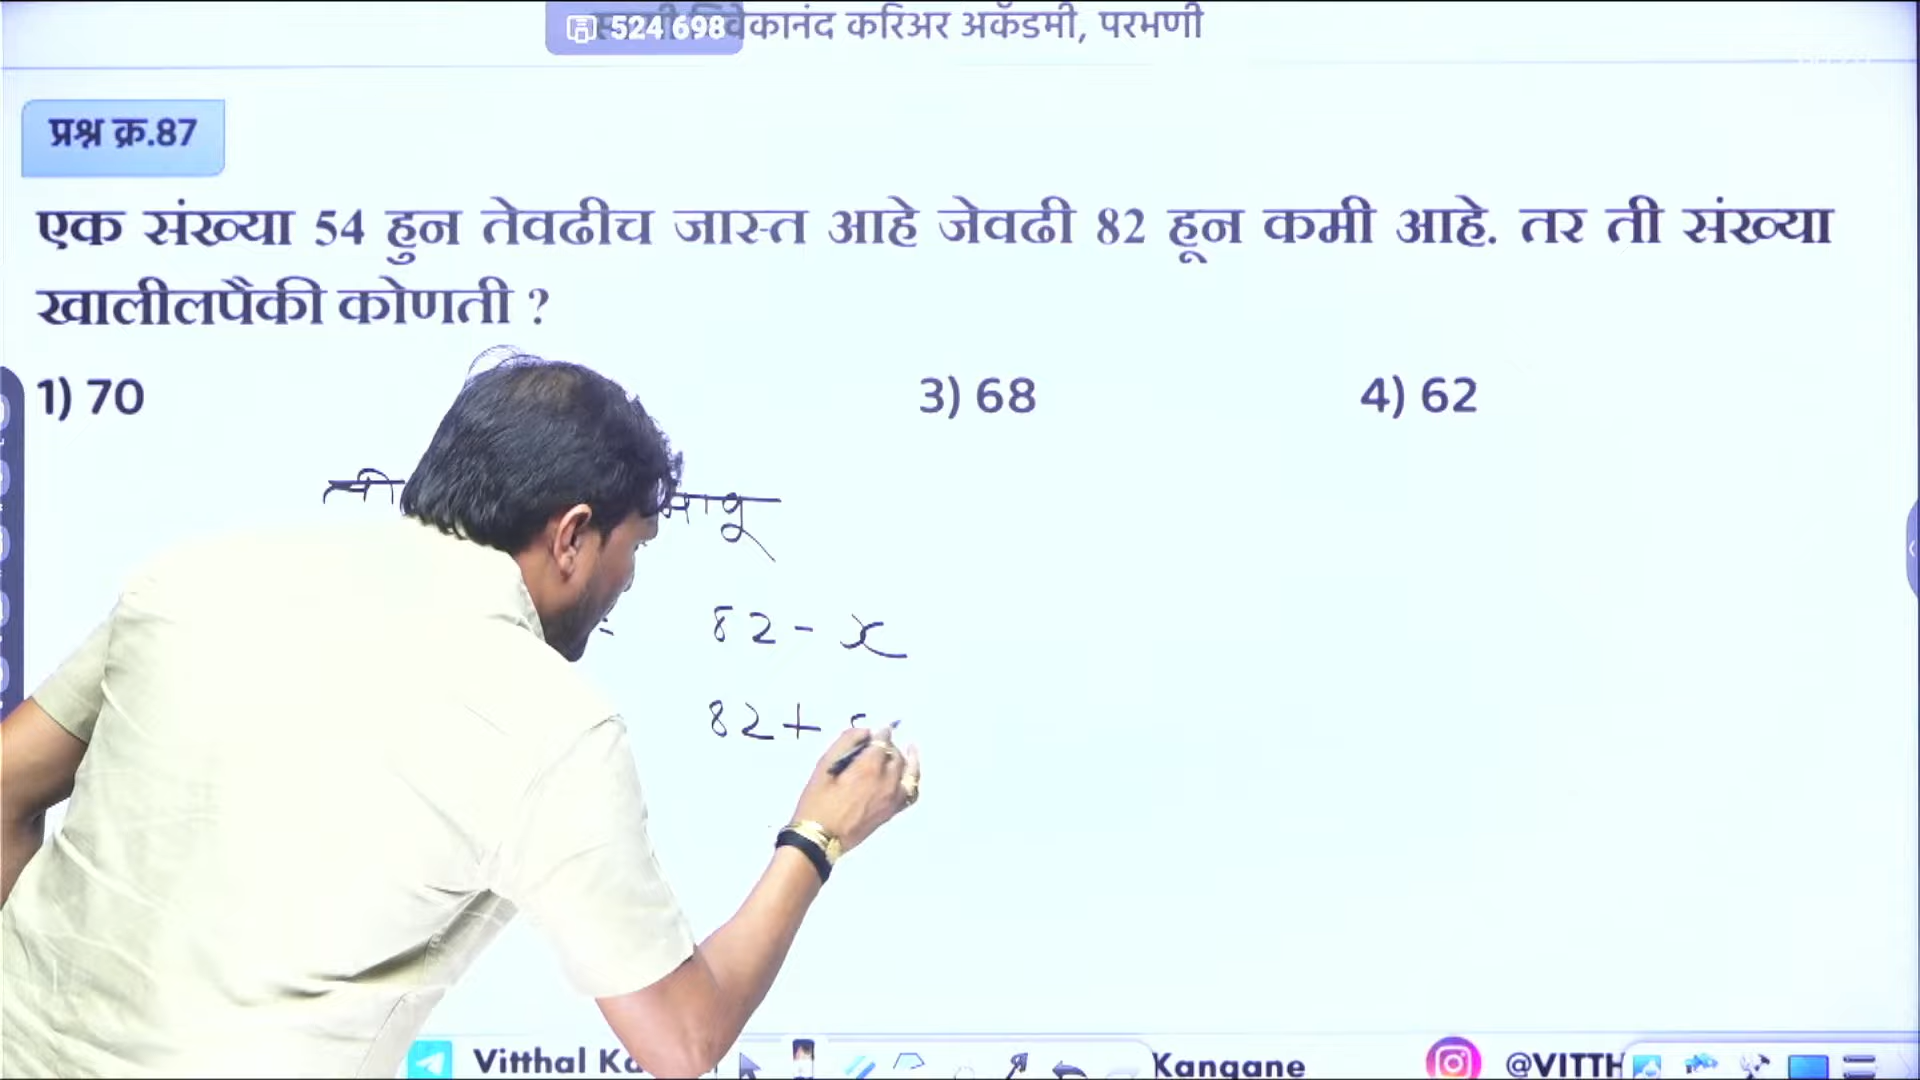 524 698 वेकानंद करिअर अकॅडमी, परभणी
प्रश्न क्र.87
एक संख्या 54 हुन तेवढीच जास्त आहे जेवढी 82 हून कमी आहे. तर ती संख्या
खालीलपैकी कोणती ?
1) 70 3) 68 4) 62
82 - x
82 +
Vitthal Ka Kangane @VITTH